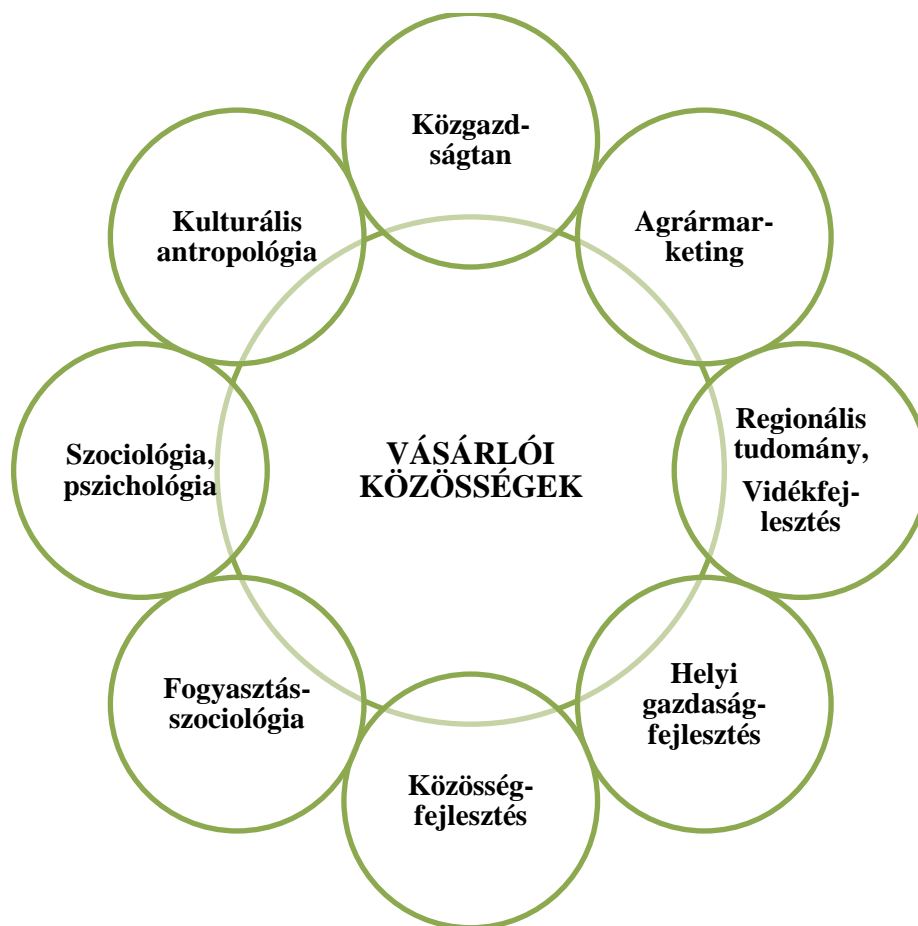 Közgazd-
ságtan
Kulturális
antropológia
Agrármar-
keting
Szociológia,
pszichológia
VÁSÁRLÓI
KÖZÖSSÉGEK
Regionális
tudomány,
Vidékfej-
lesztés
Fogyasztás-
szociológia
Helyi
gazdaság-
fejlesztés
Közösség-
fejlesztés